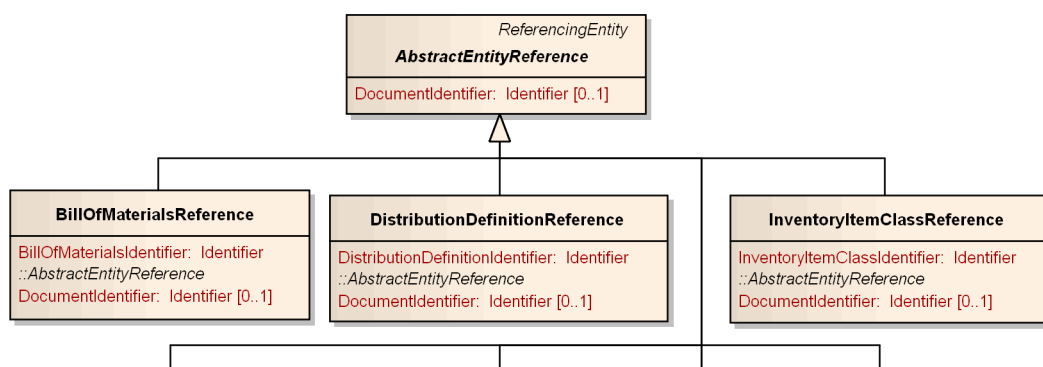 ReferencingEntity
AbstractEntityReference
DocumentIdentifier: Identifier [0..1]
BillOfMaterialsReference
BillOfMaterialsIdentifier: Identifier
::AbstractEntityReference
DocumentIdentifier: Identifier [0..1]
DistributionDefinitionReference
DistributionDefinitionIdentifier: Identifier
::AbstractEntityReference
DocumentIdentifier: Identifier [0..1]
InventoryItemClassReference
InventoryItemClassIdentifier: Identifier
::AbstractEntityReference
DocumentIdentifier: Identifier [0..1]